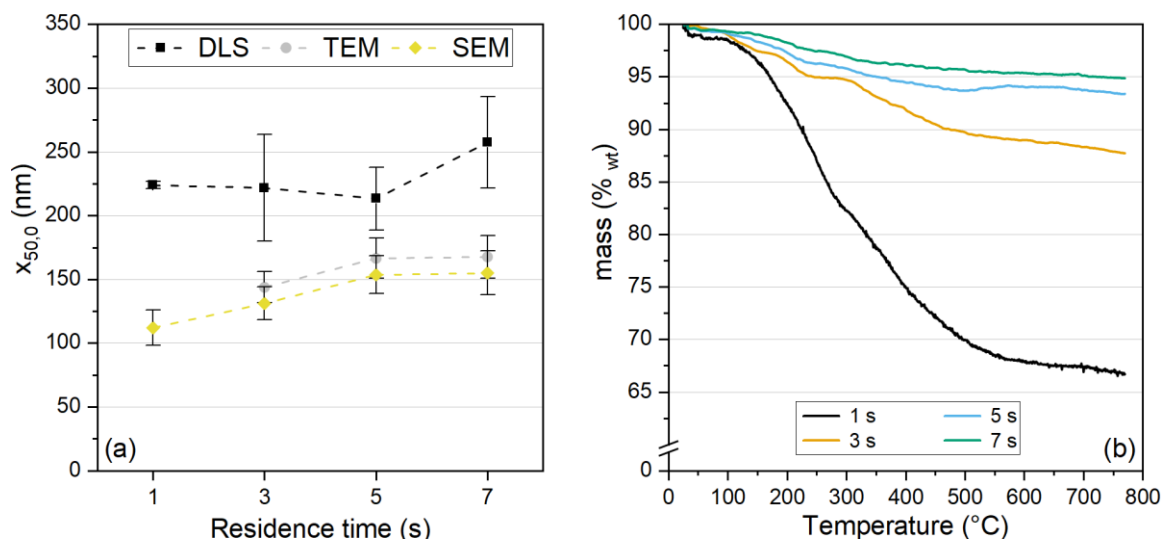 350
300
250
200
150
100
50
0
DLS TEM SEM
x50,0 (nm)
(a)
1 3 5 7
Residence time (s)
100
95
90
85
80
75
70
65
0
mass (% wt)
1 s 5 s
3 s 7 s
(b)
0 100 200 300 400 500 600 700 800
Temperature (°C)